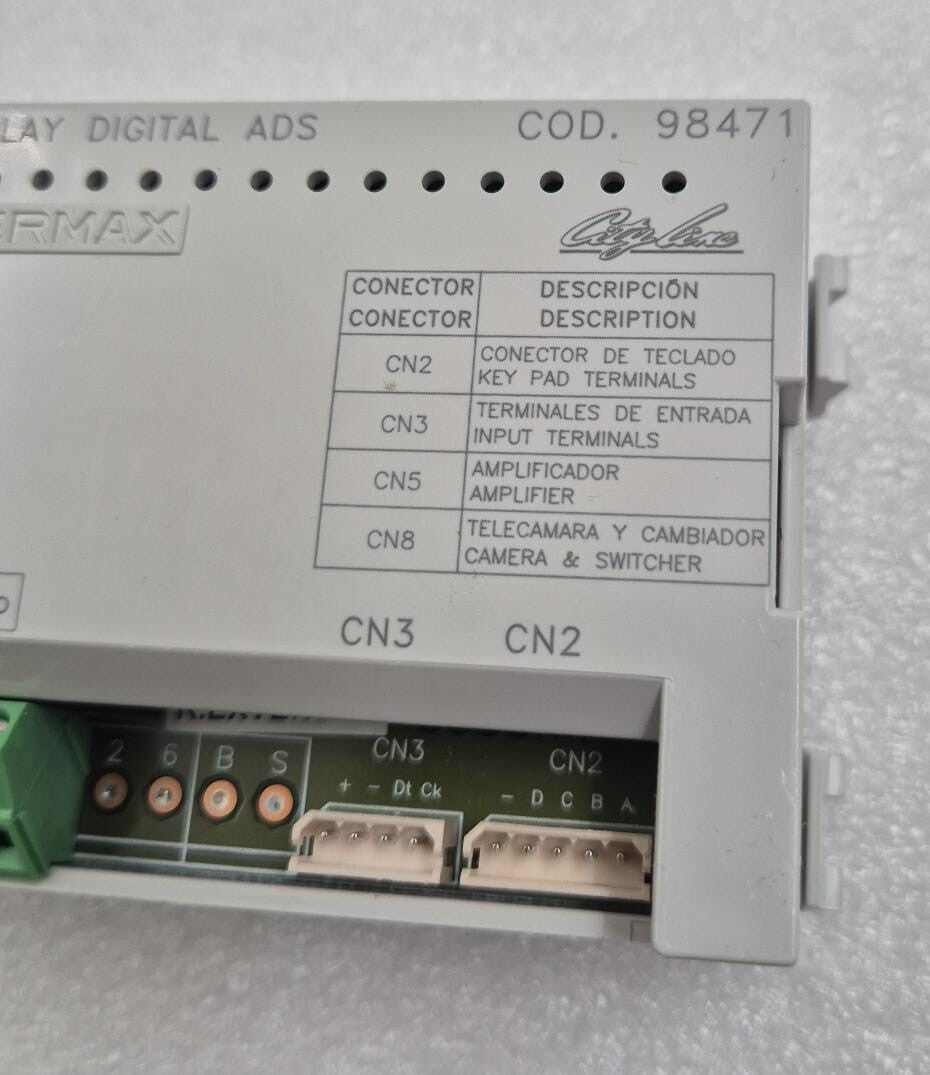 LAY DIGITAL ADS COD. 98471
ERMAX
City Line
CONECTOR DESCRIPCIÓN
CONECTOR DESCRIPTION
CN2 CONECTOR DE TECLADO
KEY PAD TERMINALS
CN3 TERMINALES DE ENTRADA
INPUT TERMINALS
CN5 AMPLIFICADOR
AMPLIFIER
CN8 TELECAMARA Y CAMBIADOR
CAMERA & SWITCHER
CN3 CN2
2 6 B S CN3 CN2
+ - Dt Ck - D C B A